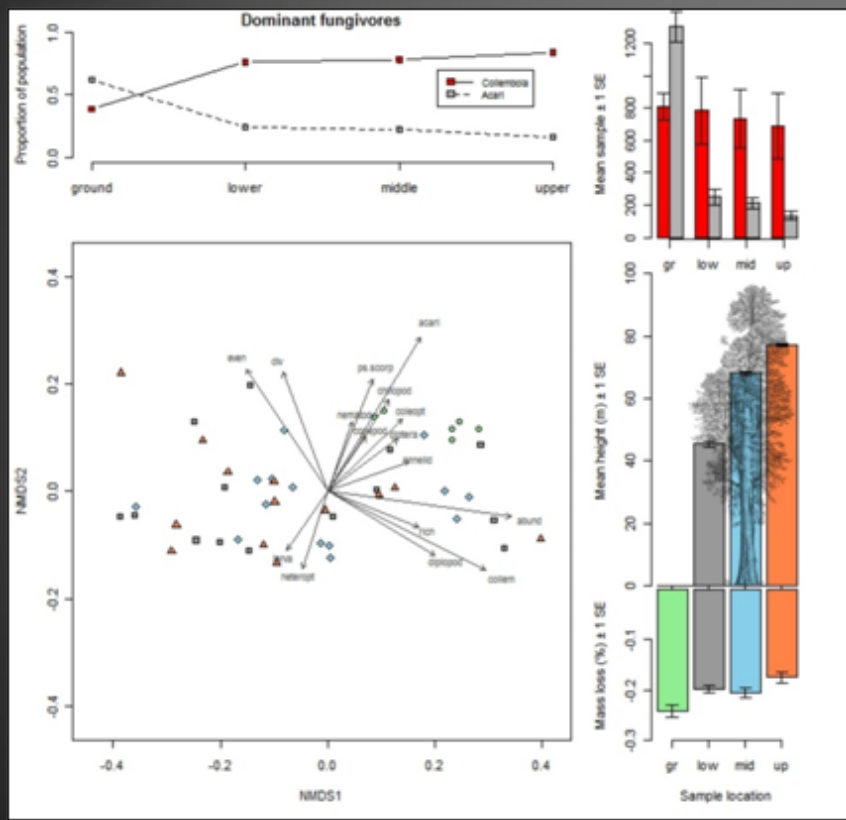 Dominant fungivores
Proportion of population
1.0
0.5
0.0
Collembola
Acari
ground lower middle upper
Mean sample ± 1 SE
1200
800
600
400
200
0
gr low mid up
NMDS2
0.4
0.2
0.0
-0.2
-0.4
acari
even
div
ps.scorp
chilopod
nematod
coleopt
annelid
abund
rich
larva
diplopod
heteropt
collem
-0.4 -0.2 0.0 0.2 0.4
NMDS1
Mean height (m) ± 1 SE
100
80
60
40
20
0
Mass loss (%) ± 1 SE
-0.1
-0.2
-0.3
gr low mid up
Sample location